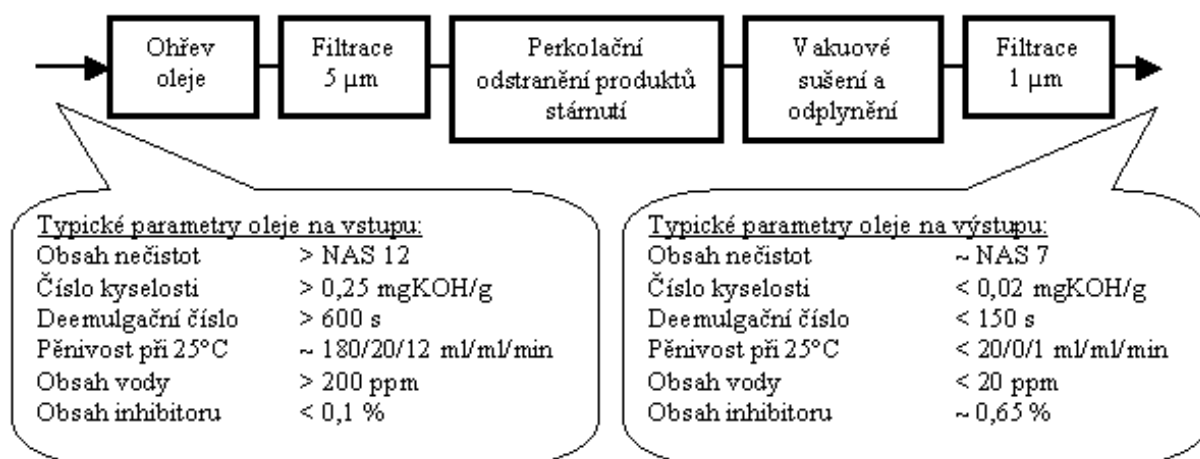 Ohřev
oleje
Filtrace
5 µm
Perkolační
odstranění produktů
stárnutí
Vakuové
sušení a
odplynění
Filtrace
1 µm
Typické parametry oleje na vstupu:
Obsah nečistot > NAS 12
Číslo kyselosti > 0,25 mgKOH/g
Deemulgační číslo > 600 s
Pěnivost při 25°C ~ 180/20/12 ml/ml/min
Obsah vody > 200 ppm
Obsah inhibitoru < 0,1 %
Typické parametry oleje na výstupu:
Obsah nečistot ~ NAS 7
Číslo kyselosti < 0,02 mgKOH/g
Deemulgační číslo < 150 s
Pěnivost při 25°C < 20/0/1 ml/ml/min
Obsah vody < 20 ppm
Obsah inhibitoru ~ 0,65 %